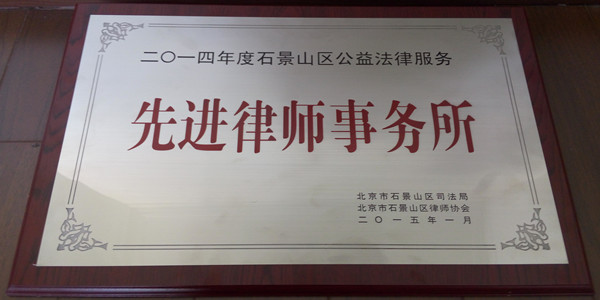 二〇一四年度石景山区公益法律服务
先进律师事务所
北京市石景山区司法局
北京市石景山区律师协会
二〇一五年一月